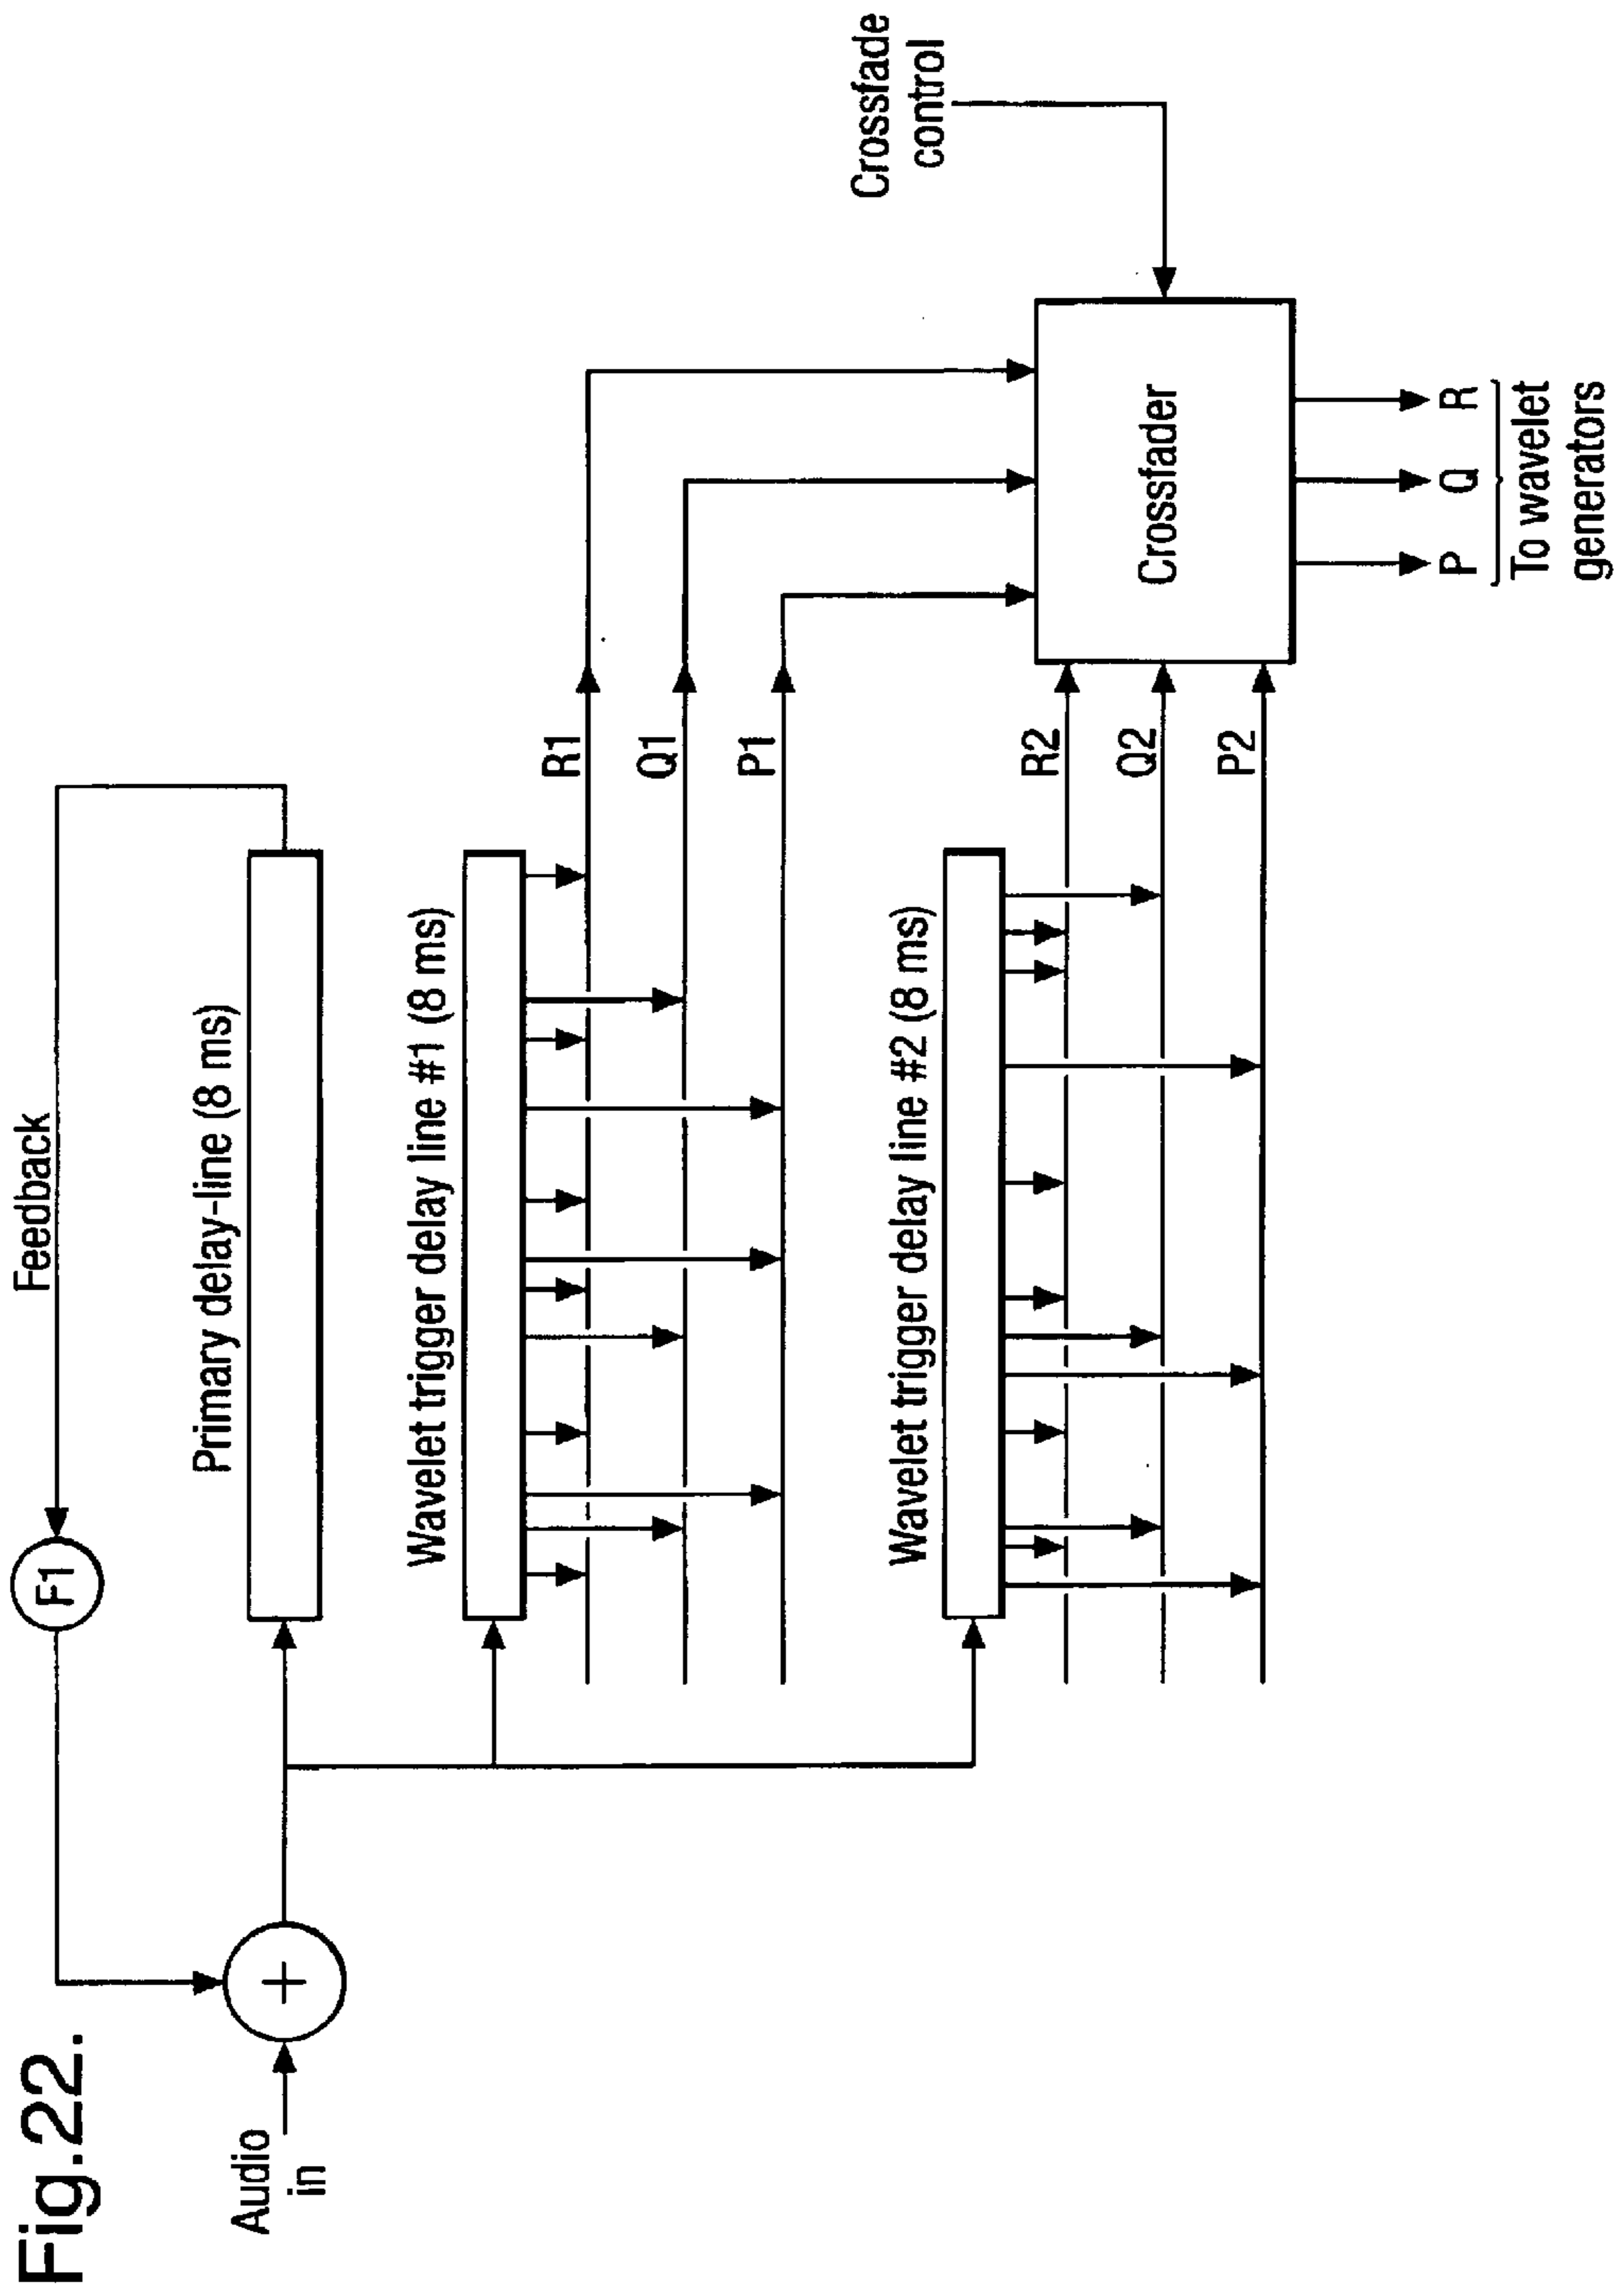 Fig.22.
Feedback
F1
Primary delay-line (8 ms)
Audio
in
+
Wavelet trigger delay line #1 (8 ms)
R1
Q1
P1
Wavelet trigger delay line #2 (8 ms)
R2
Q2
P2
Crossfade
control
Crossfader
P Q R
To wavelet
generators